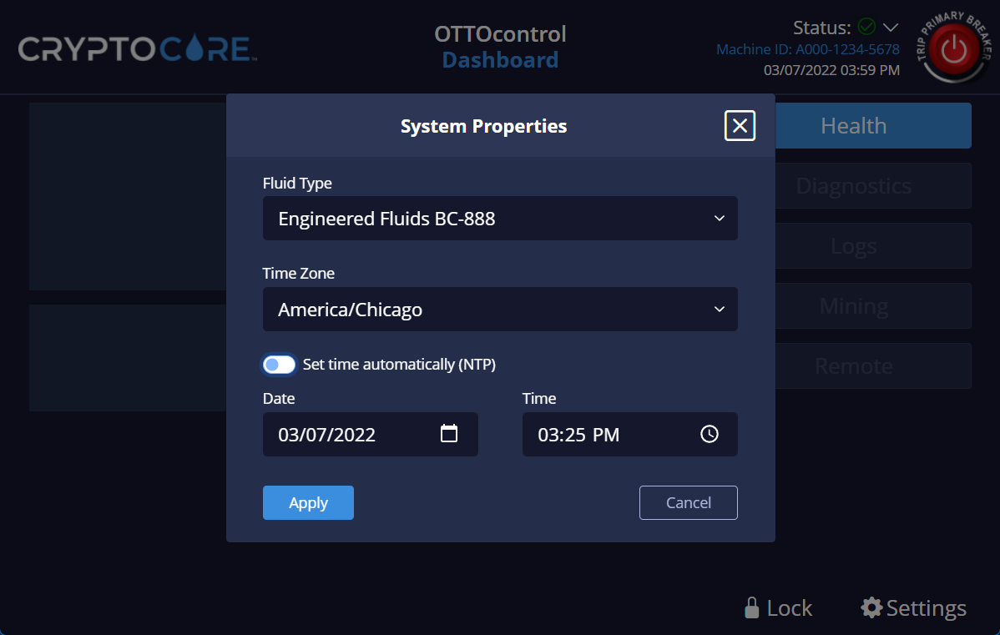 CRYPTOCORE
OTTOcontrol
Dashboard
Status:
Machine ID: A000-1234-5678
03/07/2022 03:59 PM
TRIP PRIMARY BREAKER
System Properties
Health
Fluid Type
Engineered Fluids BC-888
Diagnostics
Logs
Time Zone
America/Chicago
Mining
Set time automatically (NTP)
Remote
Date
Time
03/07/2022
03:25 PM
Apply
Cancel
Lock
Settings